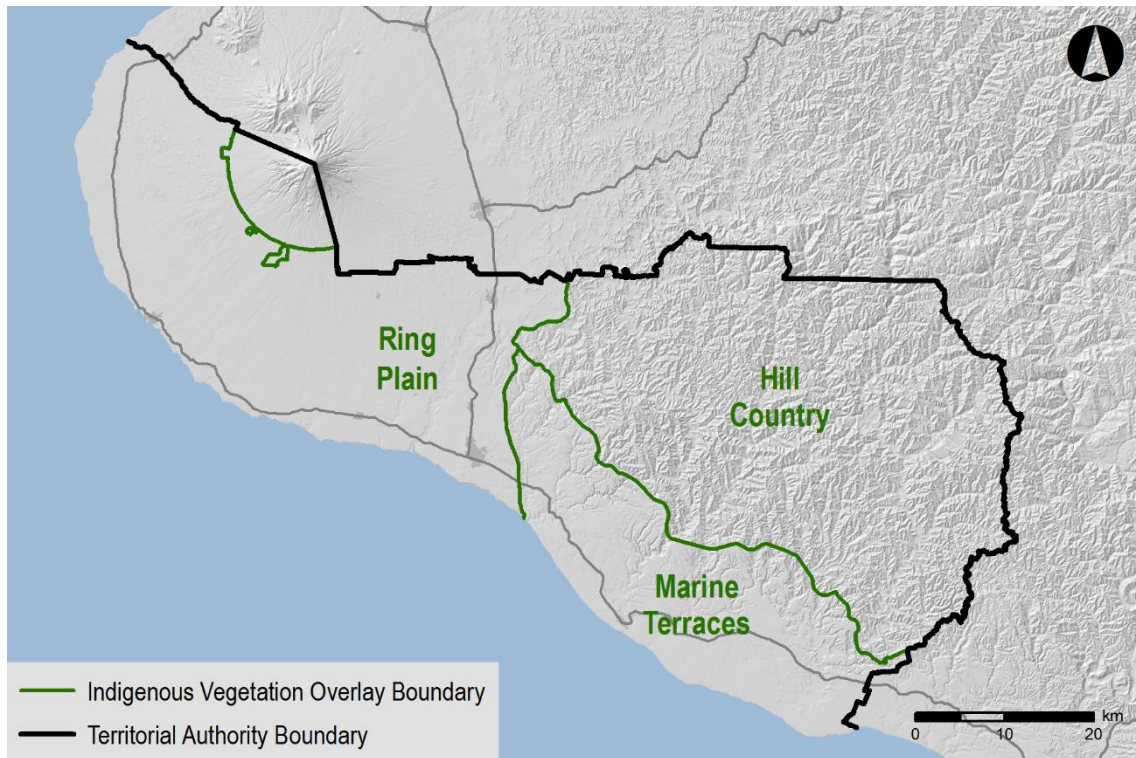 Ring
Plain
Hill
Country
Marine
Terraces
Indigenous Vegetation Overlay Boundary
Territorial Authority Boundary
km
0 10 20